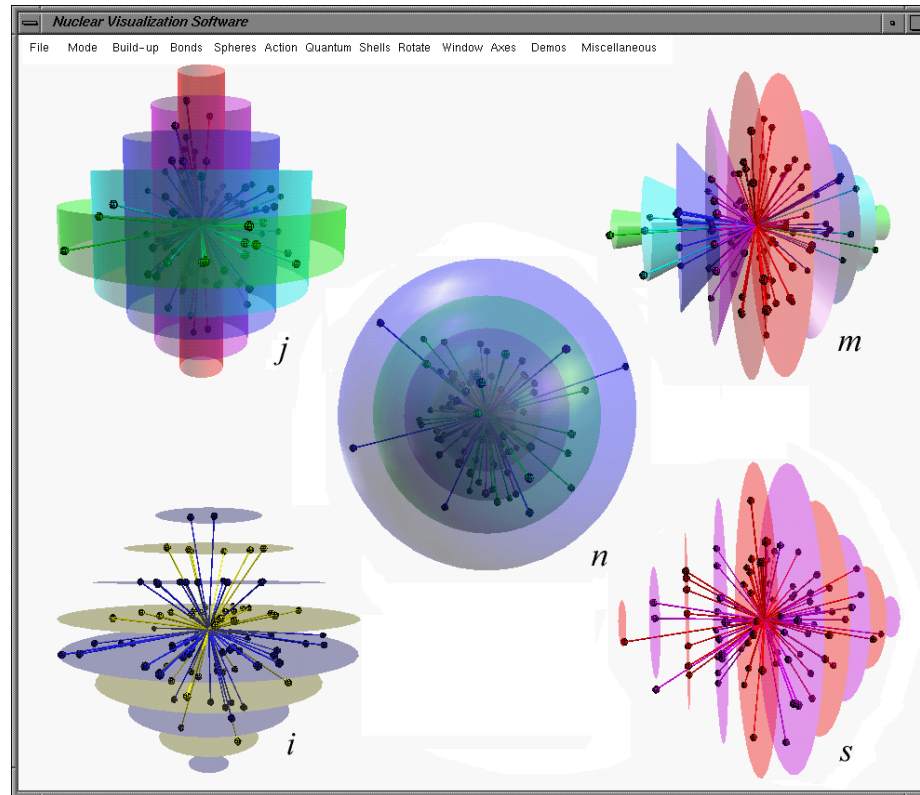 Nuclear Visualization Software
File Mode Build-up Bonds Spheres Action Quantum Shells Rotate Window Axes Demos Miscellaneous
j
m
n
i
s